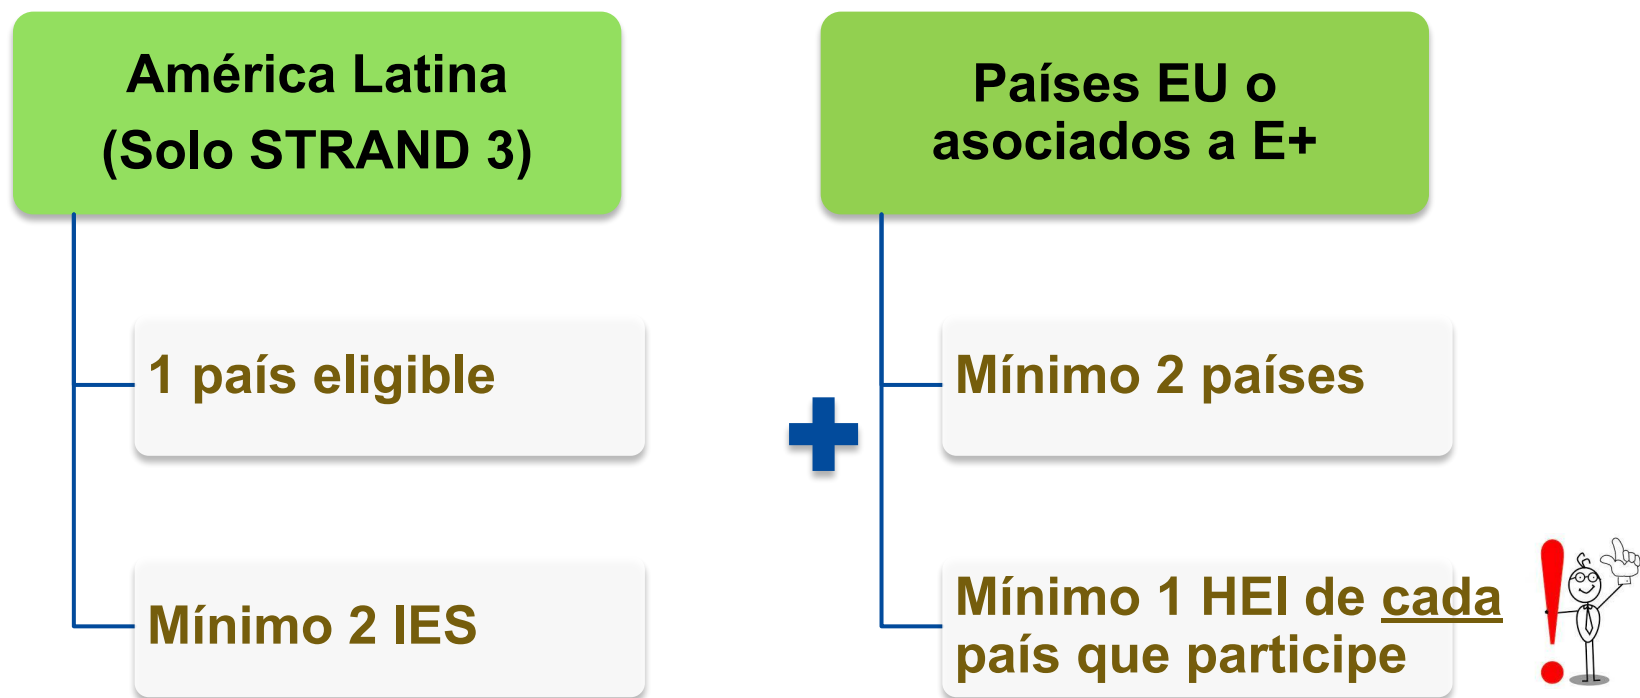 América Latina
(Solo STRAND 3)
1 país eligible
Mínimo 2 IES
Países EU o
asociados a E+
Mínimo 2 países
Mínimo 1 HEI de cada
país que participe